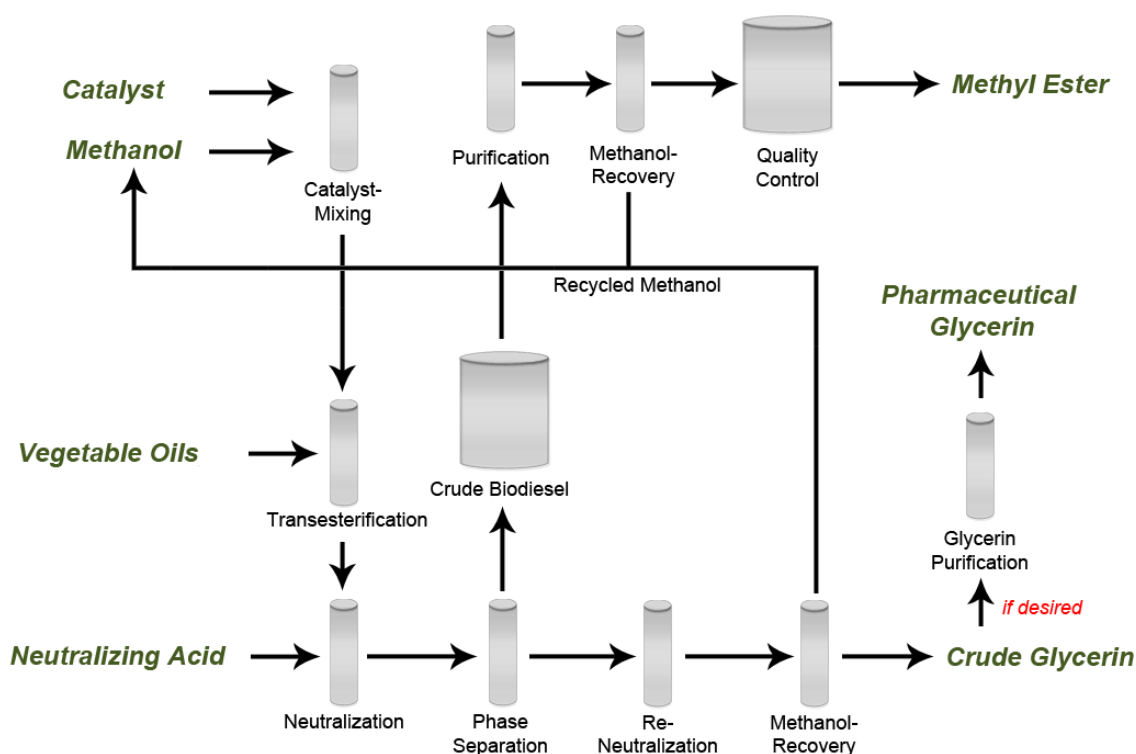 Catalyst
Methanol
Catalyst-
Mixing
Purification
Methanol-
Recovery
Quality
Control
Methyl Ester
Recycled Methanol
Pharmaceutical
Glycerin
Vegetable Oils
Transesterification
Crude Biodiesel
Glycerin
Purification
if desired
Neutralizing Acid
Neutralization
Phase
Separation
Re-
Neutralization
Methanol-
Recovery
Crude Glycerin